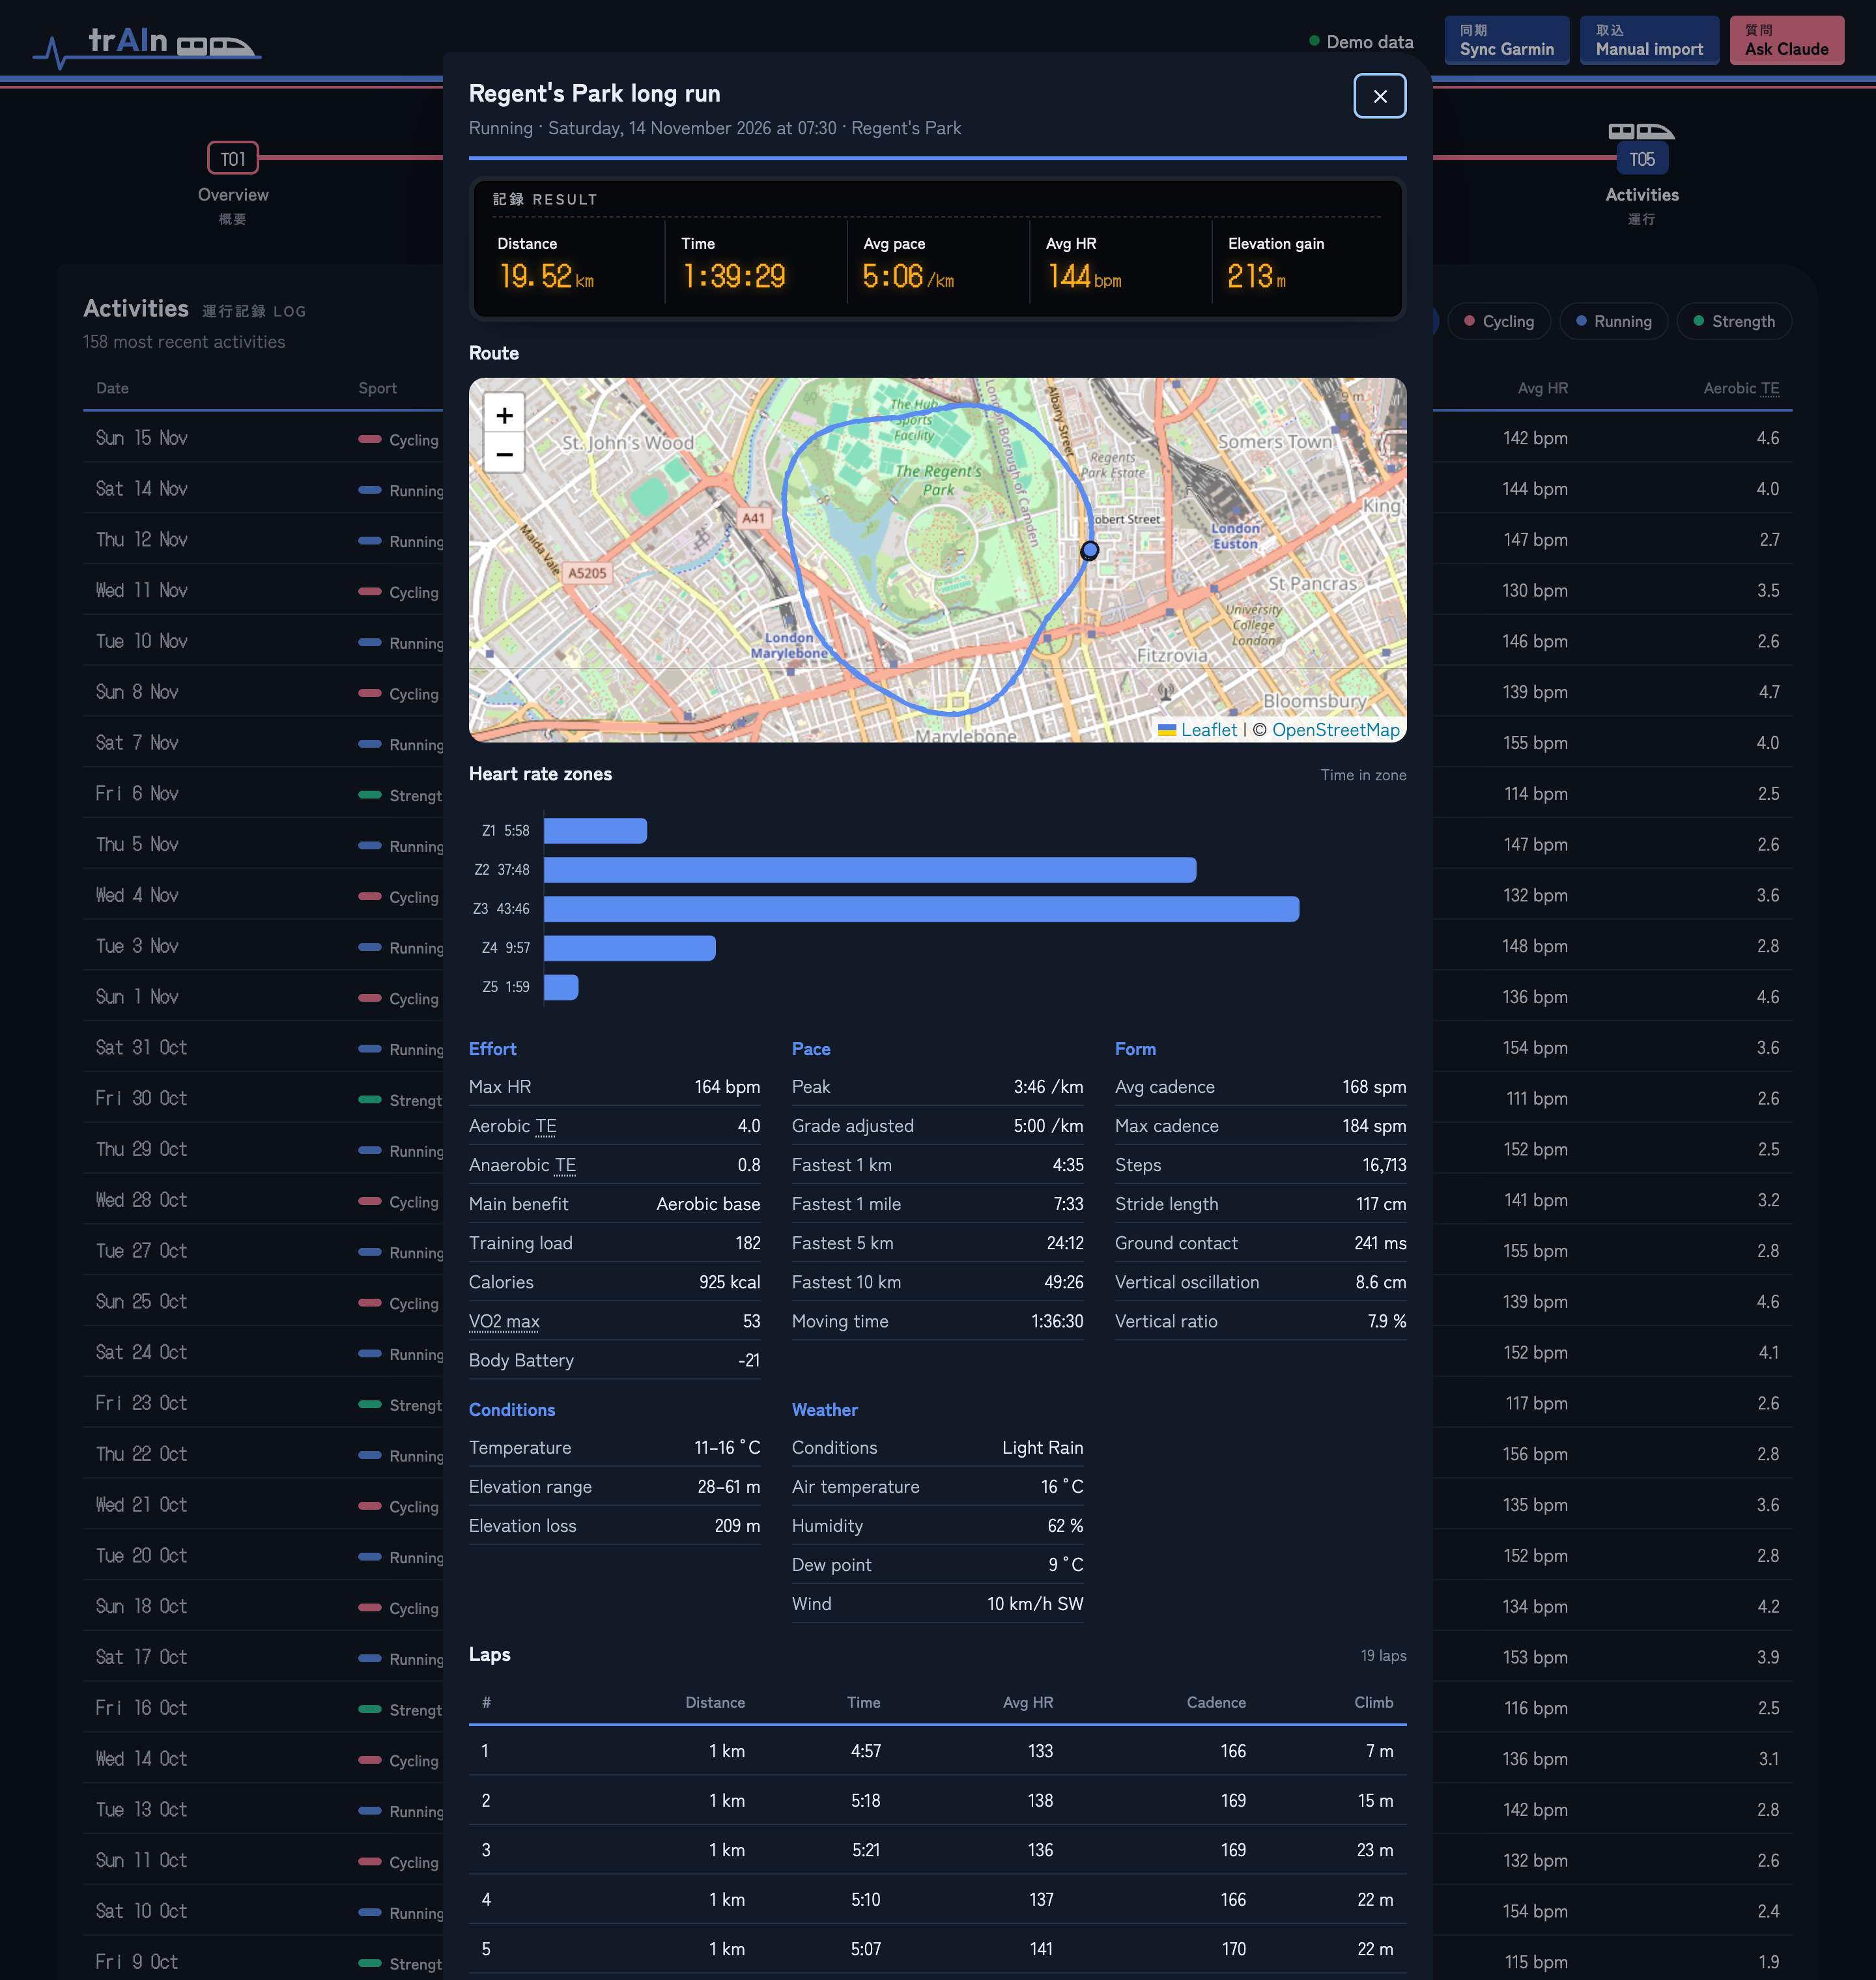 trAIn
Demo data
同期
Sync Garmin
取込
Manual import
質問
Ask Claude
T01
Overview
概要
T05
Activities
運行
Activities 運行記録 LOG
158 most recent activities
Cycling
Running
Strength
Date Sport Avg HR Aerobic TE
Sun 15 Nov Cycling 142 bpm 4.6
Sat 14 Nov Running 144 bpm 4.0
Thu 12 Nov Running 147 bpm 2.7
Wed 11 Nov Cycling 130 bpm 3.5
Tue 10 Nov Running 146 bpm 2.6
Sun 8 Nov Cycling 139 bpm 4.7
Sat 7 Nov Running 155 bpm 4.0
Fri 6 Nov Strengt 114 bpm 2.5
Thu 5 Nov Running 147 bpm 2.6
Wed 4 Nov Cycling 132 bpm 3.6
Tue 3 Nov Running 148 bpm 2.8
Sun 1 Nov Cycling 136 bpm 4.6
Sat 31 Oct Running 154 bpm 3.6
Fri 30 Oct Strengt 111 bpm 2.6
Thu 29 Oct Running 152 bpm 2.5
Wed 28 Oct Cycling 141 bpm 3.2
Tue 27 Oct Running 155 bpm 2.8
Sun 25 Oct Cycling 139 bpm 4.6
Sat 24 Oct Running 152 bpm 4.1
Fri 23 Oct Strengt 117 bpm 2.6
Thu 22 Oct Running 156 bpm 2.8
Wed 21 Oct Cycling 135 bpm 3.6
Tue 20 Oct Running 152 bpm 2.8
Sun 18 Oct Cycling 134 bpm 4.2
Sat 17 Oct Running 153 bpm 3.9
Fri 16 Oct Strengt 116 bpm 2.5
Wed 14 Oct Cycling 136 bpm 3.1
Tue 13 Oct Running 142 bpm 2.8
Sun 11 Oct Cycling 132 bpm 2.6
Sat 10 Oct Running 154 bpm 2.4
Fri 9 Oct Strengt 115 bpm 1.9
Regent's Park long run
×
Running · Saturday, 14 November 2026 at 07:30 · Regent's Park
記録 RESULT
Distance Time Avg pace Avg HR Elevation gain
19.52 km 1:39:29 5:06 /km 144 bpm 213 m
Route
+
−
The Hub
Sports
Facility
St. John's Wood
London Borough of Camden
Albany Street
Somers Town
Regents
Park Estate
The Regent's
Park
King
A41
obert Street
London
Euston
Maida Vale
A5205
St Pancras
University
College
London
London
Marylebone
Fitzrovia
Bloomsbury
Marylebone
Leaflet | © OpenStreetMap
Heart rate zones Time in zone
Z1 5:58
Z2 37:48
Z3 43:46
Z4 9:57
Z5 1:59
Effort
Max HR 164 bpm
Aerobic TE 4.0
Anaerobic TE 0.8
Main benefit Aerobic base
Training load 182
Calories 925 kcal
VO2 max 53
Body Battery -21
Pace
Peak 3:46 /km
Grade adjusted 5:00 /km
Fastest 1 km 4:35
Fastest 1 mile 7:33
Fastest 5 km 24:12
Fastest 10 km 49:26
Moving time 1:36:30
Form
Avg cadence 168 spm
Max cadence 184 spm
Steps 16,713
Stride length 117 cm
Ground contact 241 ms
Vertical oscillation 8.6 cm
Vertical ratio 7.9 %
Conditions
Temperature 11–16 °C
Elevation range 28–61 m
Elevation loss 209 m
Weather
Conditions Light Rain
Air temperature 16 °C
Humidity 62 %
Dew point 9 °C
Wind 10 km/h SW
Laps 19 laps
# Distance Time Avg HR Cadence Climb
1 1 km 4:57 133 166 7 m
2 1 km 5:18 138 169 15 m
3 1 km 5:21 136 169 23 m
4 1 km 5:10 137 166 22 m
5 1 km 5:07 141 170 22 m